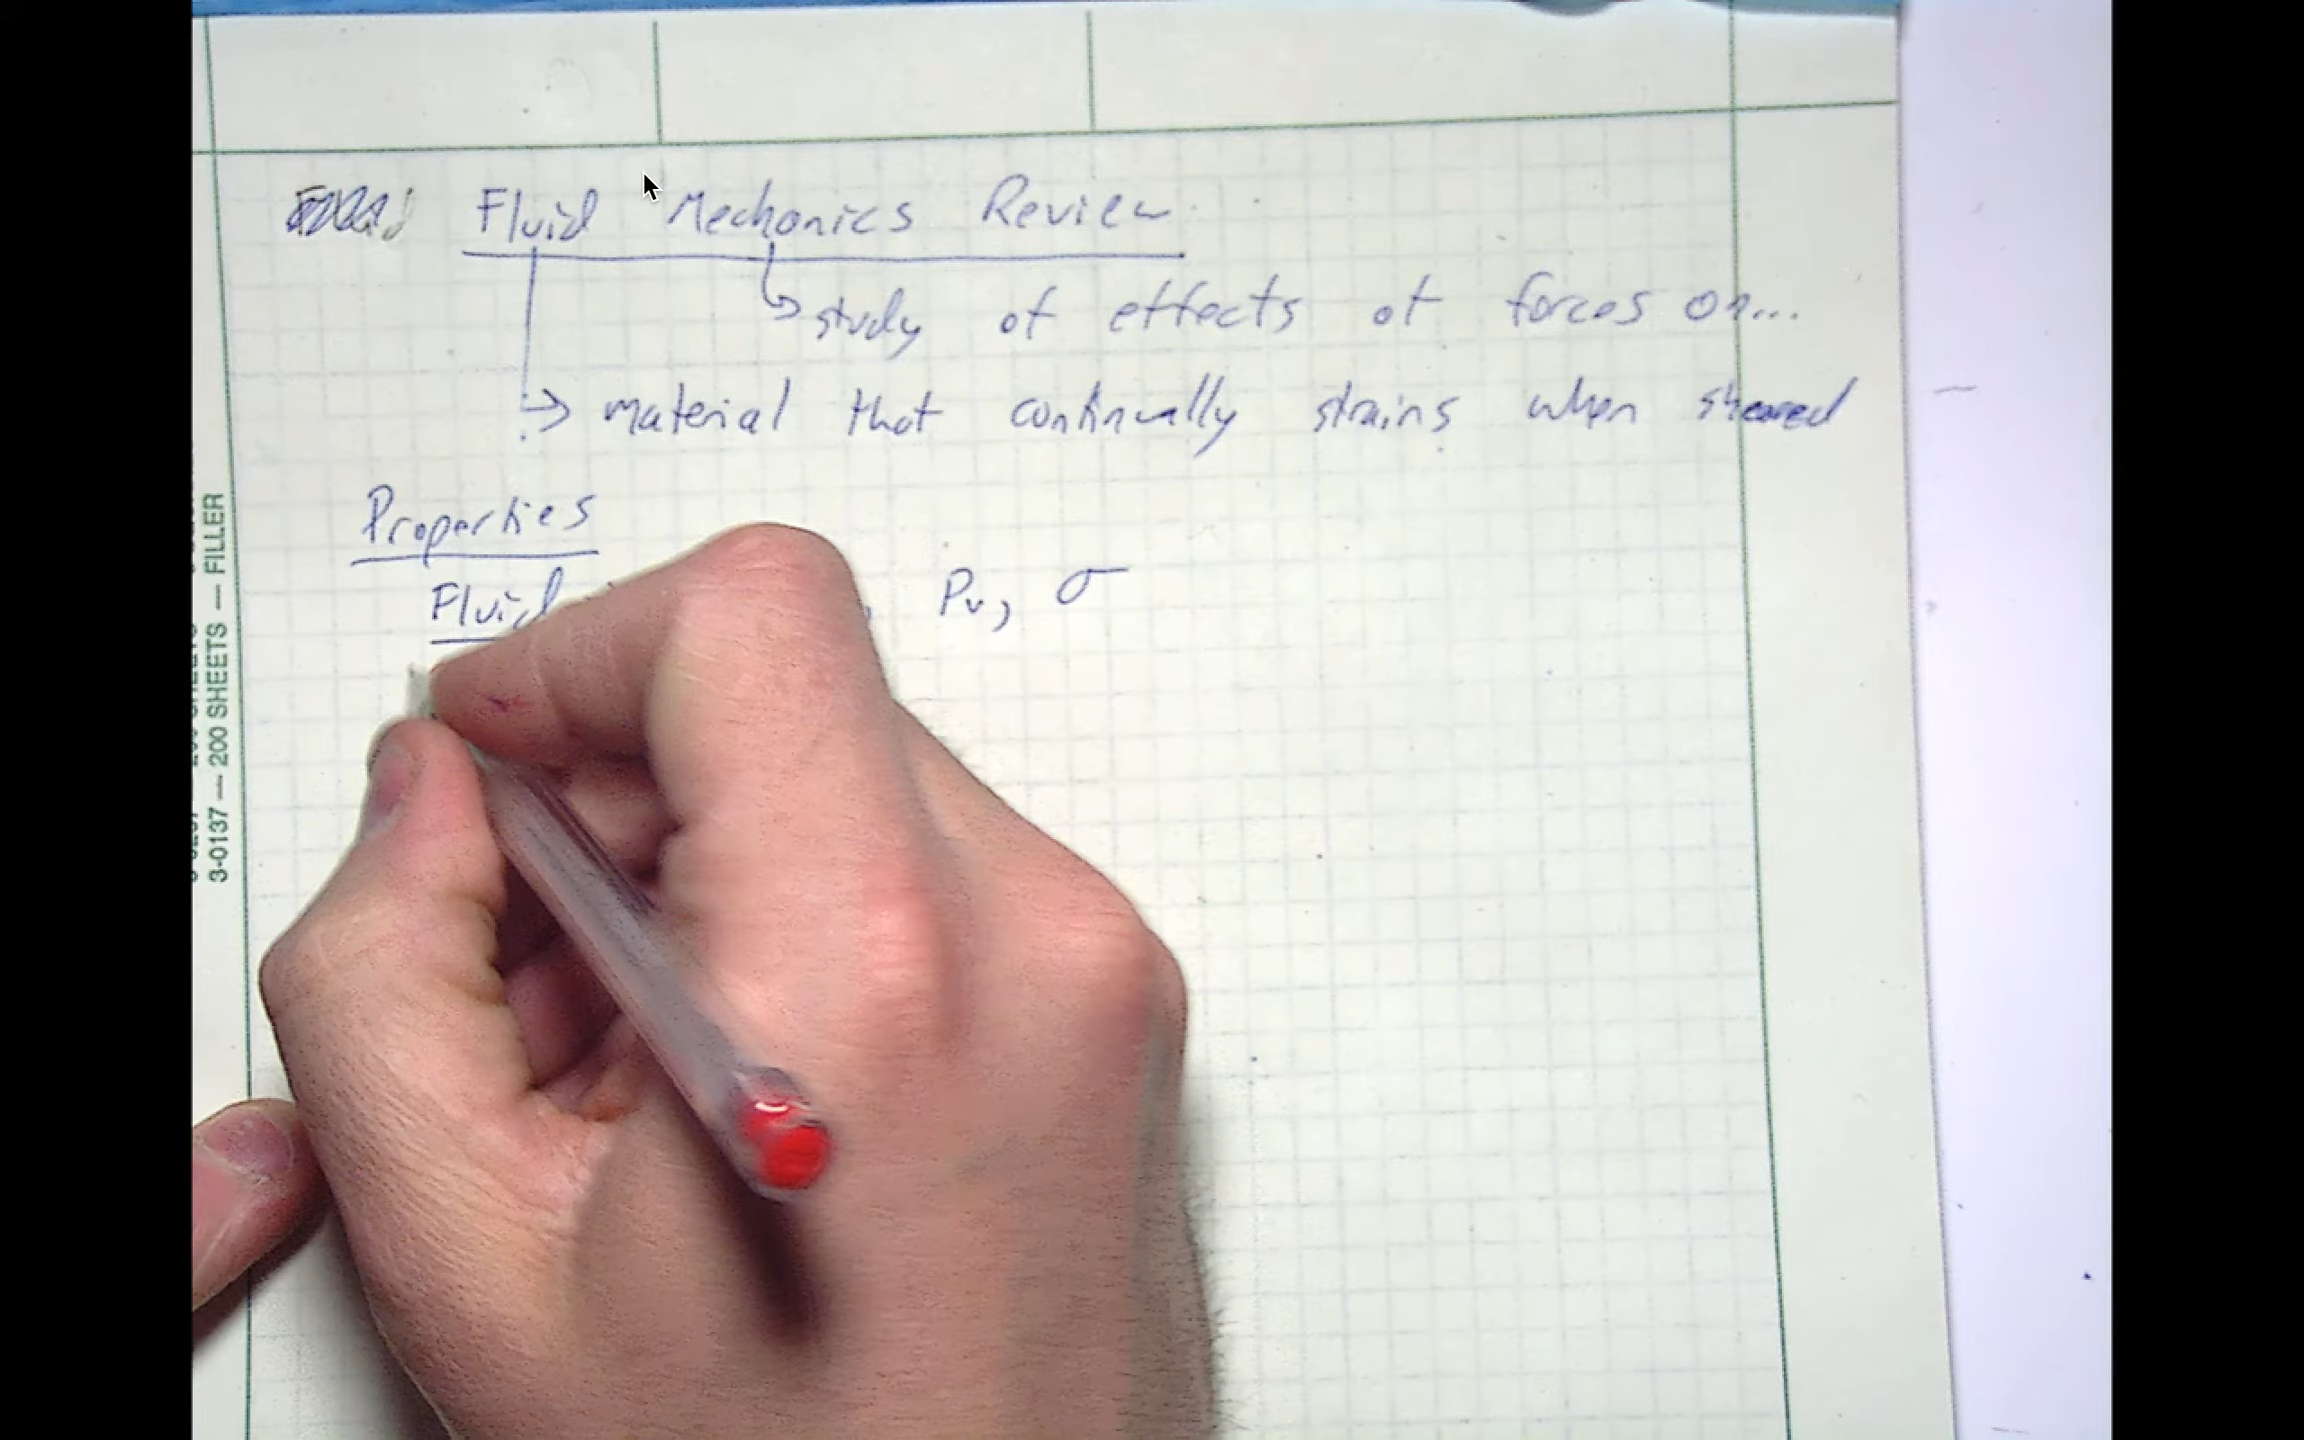 Fluid Mechanics Review
study of effects of forces on...
material that continually strains when sheared
Properties
Fluid , Pv, σ
3-0137 — 200 SHEETS — FILLER